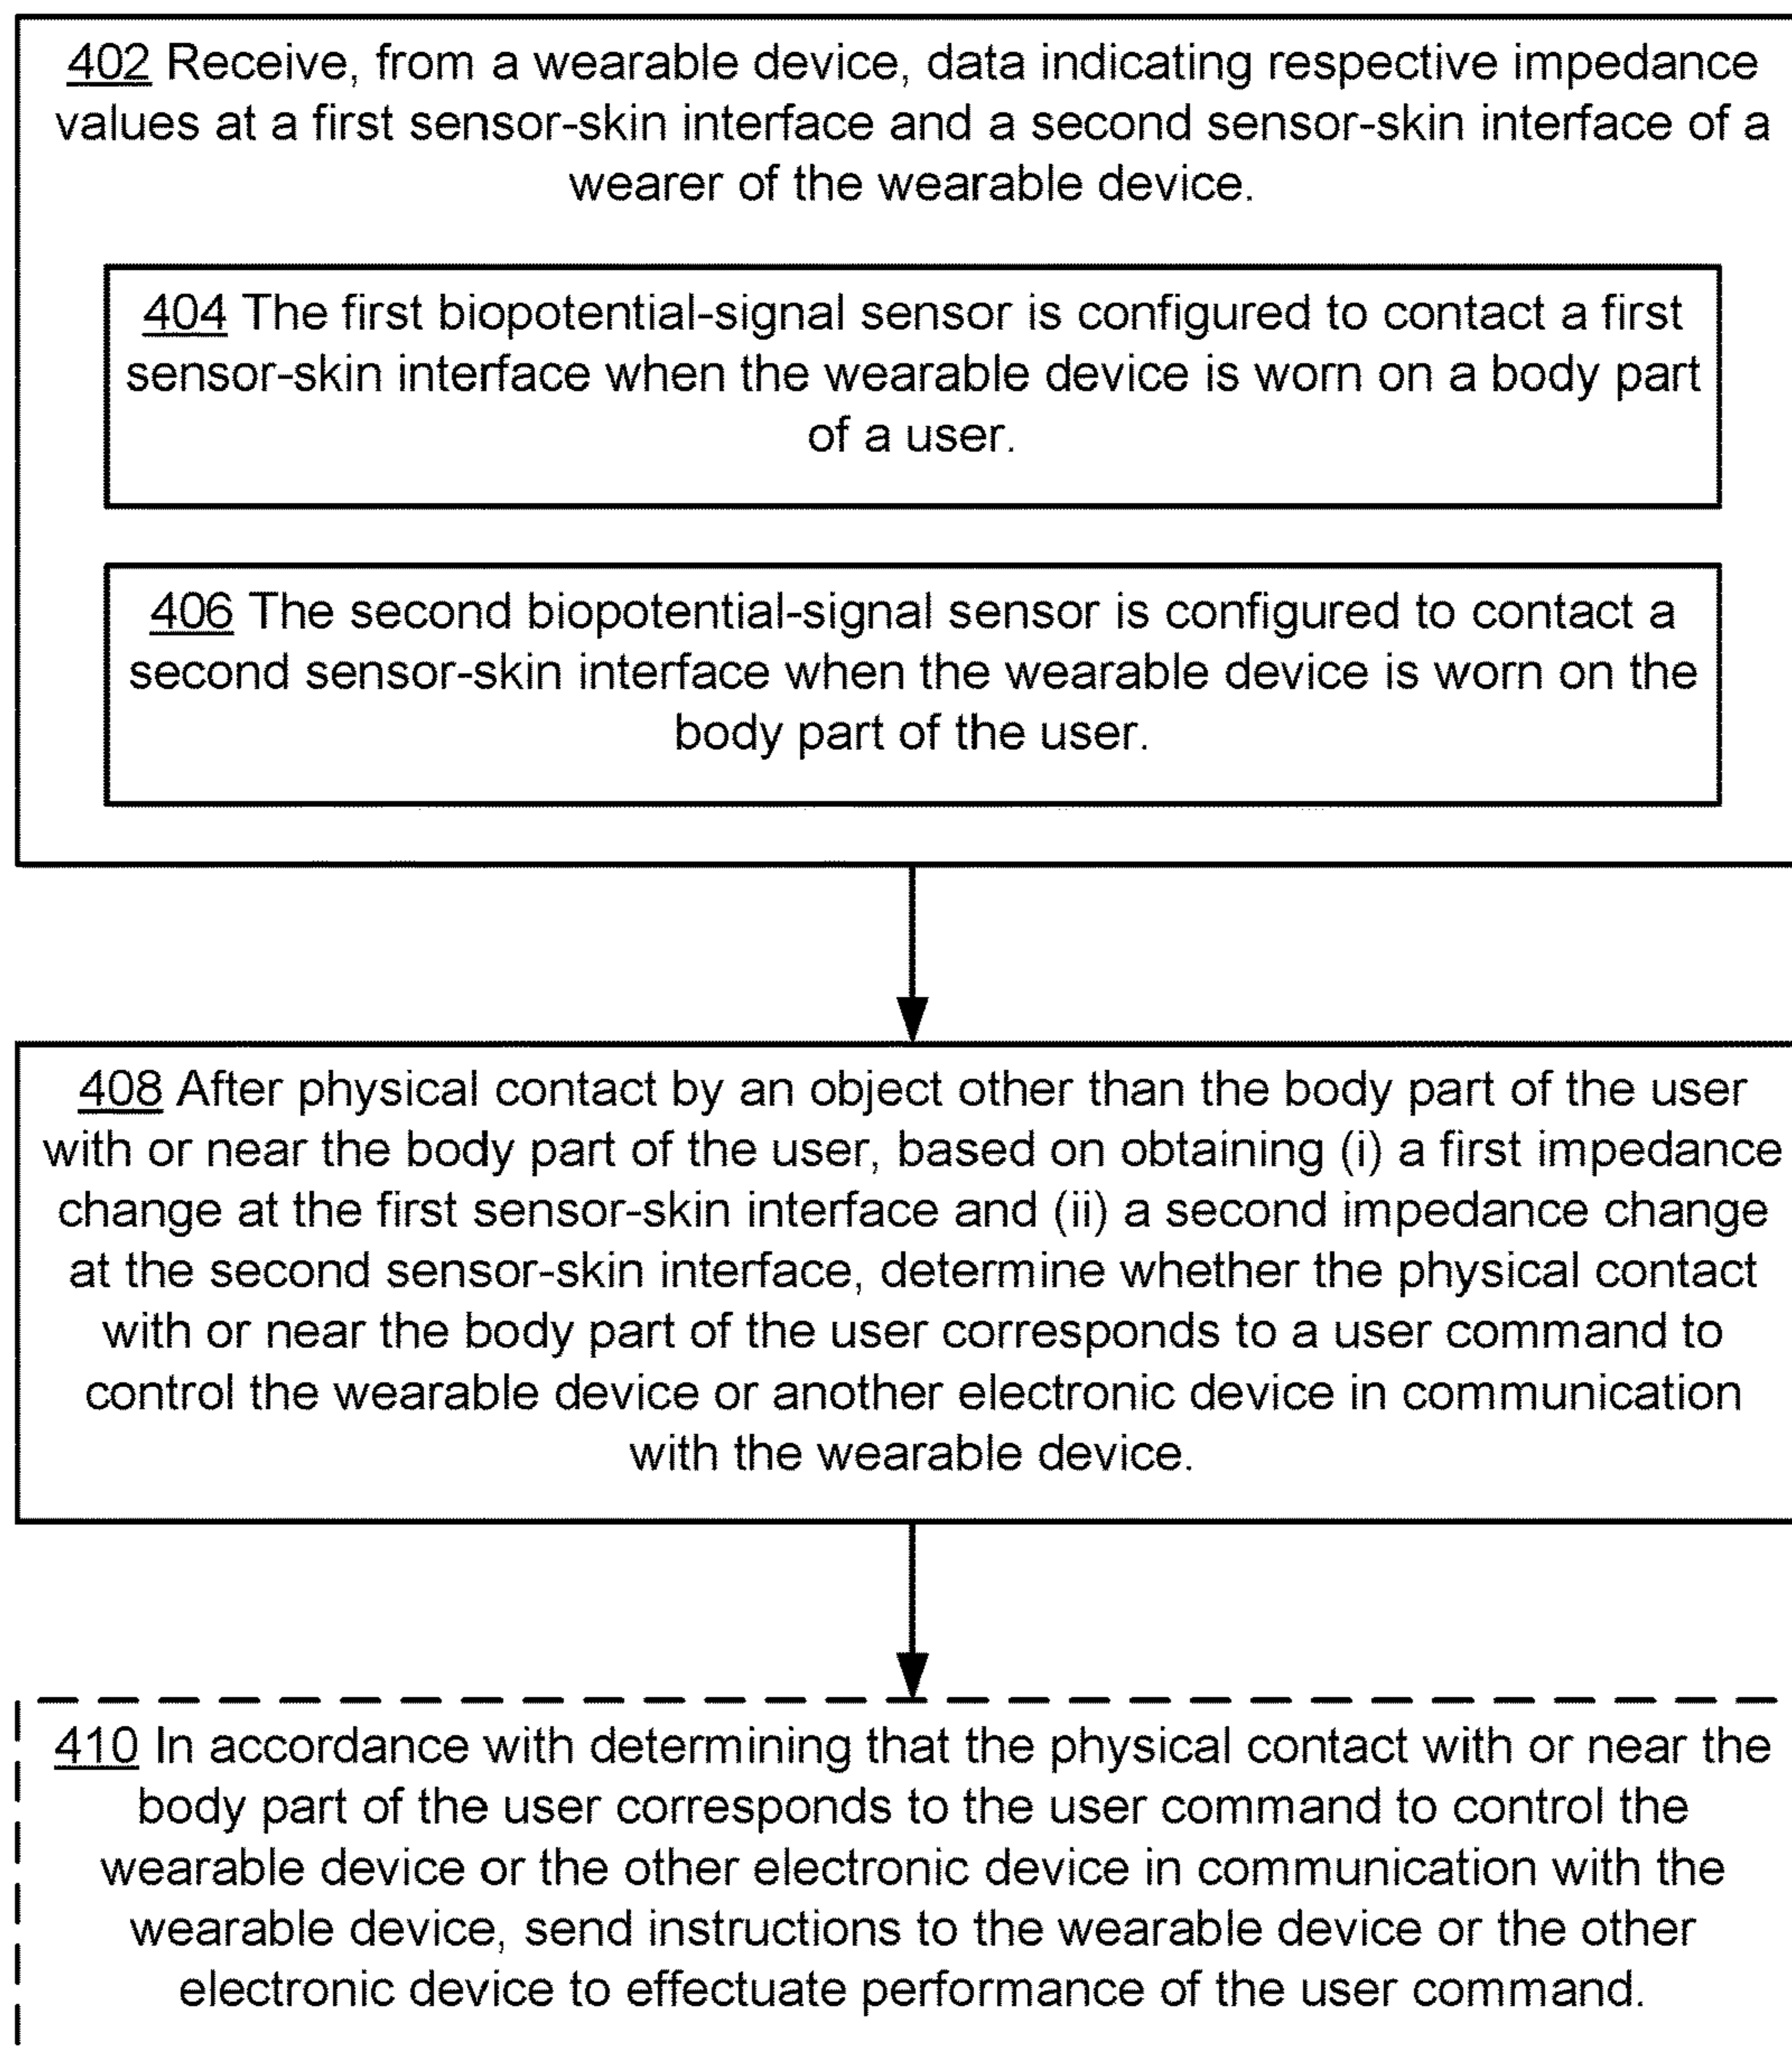 402 Receive, from a wearable device, data indicating respective impedance
values at a first sensor-skin interface and a second sensor-skin interface of a
wearer of the wearable device.
404 The first biopotential-signal sensor is configured to contact a first
sensor-skin interface when the wearable device is worn on a body part
of a user.
406 The second biopotential-signal sensor is configured to contact a
second sensor-skin interface when the wearable device is worn on the
body part of the user.
408 After physical contact by an object other than the body part of the user
with or near the body part of the user, based on obtaining (i) a first impedance
change at the first sensor-skin interface and (ii) a second impedance change
at the second sensor-skin interface, determine whether the physical contact
with or near the body part of the user corresponds to a user command to
control the wearable device or another electronic device in communication
with the wearable device.
410 In accordance with determining that the physical contact with or near the
body part of the user corresponds to the user command to control the
wearable device or the other electronic device in communication with the
wearable device, send instructions to the wearable device or the other
electronic device to effectuate performance of the user command.